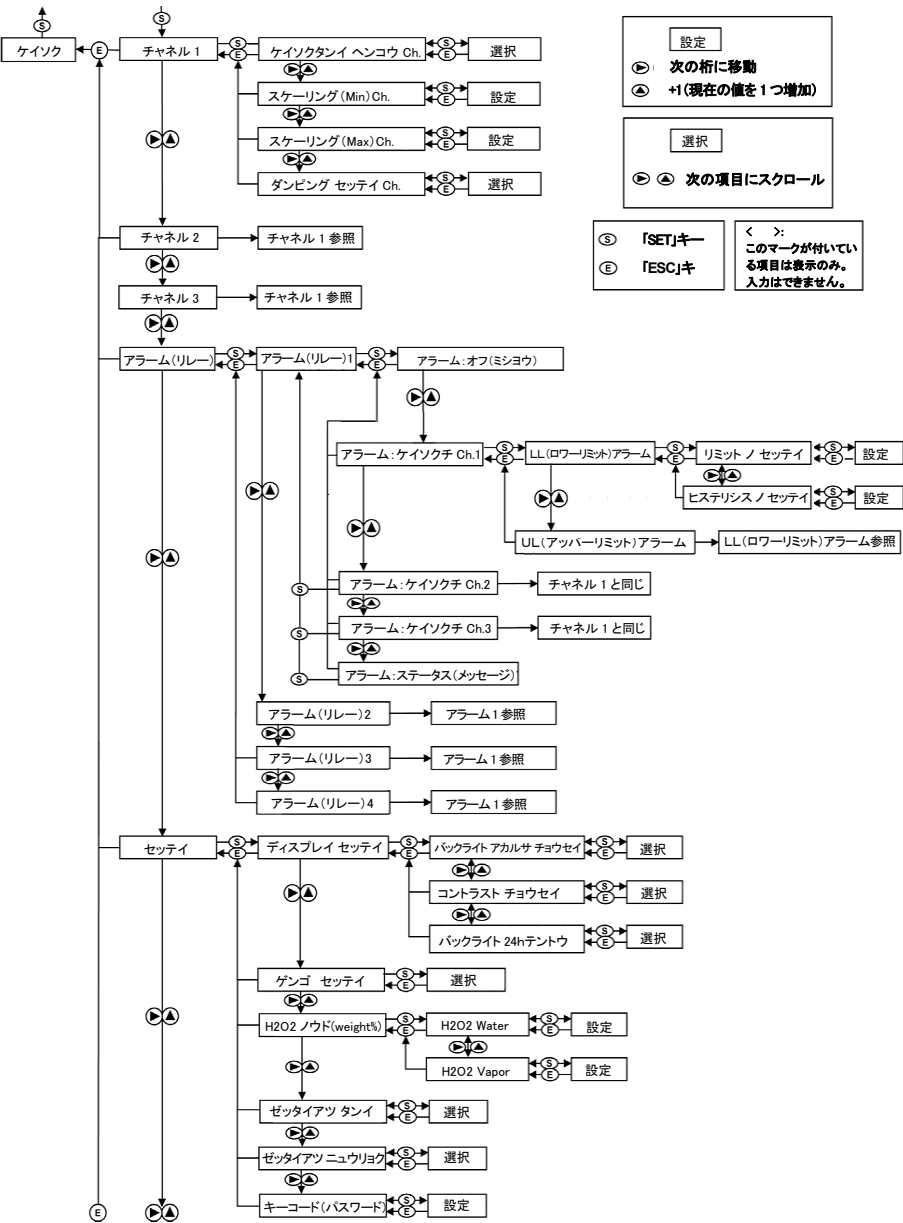 S
S
ケイソク
E
チャネル 1
S
E
ケイソクタンイ ヘンコウ Ch.
S
E
選択
スケーリング(Min)Ch.
S
E
設定
スケーリング(Max)Ch.
S
E
設定
ダンピング セッテイ Ch.
S
E
選択
設定
次の桁に移動
+1(現在の値を1つ増加)
選択
次の項目にスクロール
S 「SET」キー
E 「ESC」キ
< >:
このマークが付いてい
る項目は表示のみ。
入力はできません。
チャネル 2
チャネル 1 参照
チャネル 3
チャネル 1 参照
アラーム(リレー)
S
E
アラーム(リレー)1
S
E
アラーム:オフ(ミシヨウ)
アラーム:ケイソクチ Ch.1
S
E
LL(ロワーリミット)アラーム
S
E
リミット ノ セッテイ
S
E
設定
ヒステリシス ノ セッテイ
S
E
設定
UL(アッパーリミット)アラーム
LL(ロワーリミット)アラーム参照
S
アラーム:ケイソクチ Ch.2
チャネル 1 と同じ
S
アラーム:ケイソクチ Ch.3
チャネル 1 と同じ
S
アラーム:ステータス(メッセージ)
アラーム(リレー)2
アラーム1参照
アラーム(リレー)3
アラーム1参照
アラーム(リレー)4
アラーム1参照
セッテイ
S
E
ディスプレイ セッテイ
S
E
バックライト アカルサ チョウセイ
S
E
選択
コントラスト チョウセイ
S
E
選択
バックライト 24hテントウ
S
E
選択
ゲンゴ セッテイ
S
E
選択
H2O2 ノウド(weight%)
S
E
H2O2 Water
S
E
設定
H2O2 Vapor
S
E
設定
ゼッタイアツ タンイ
S
E
選択
ゼッタイアツ ニュウリョク
S
E
選択
キーコード(パスワード)
S
E
設定
E